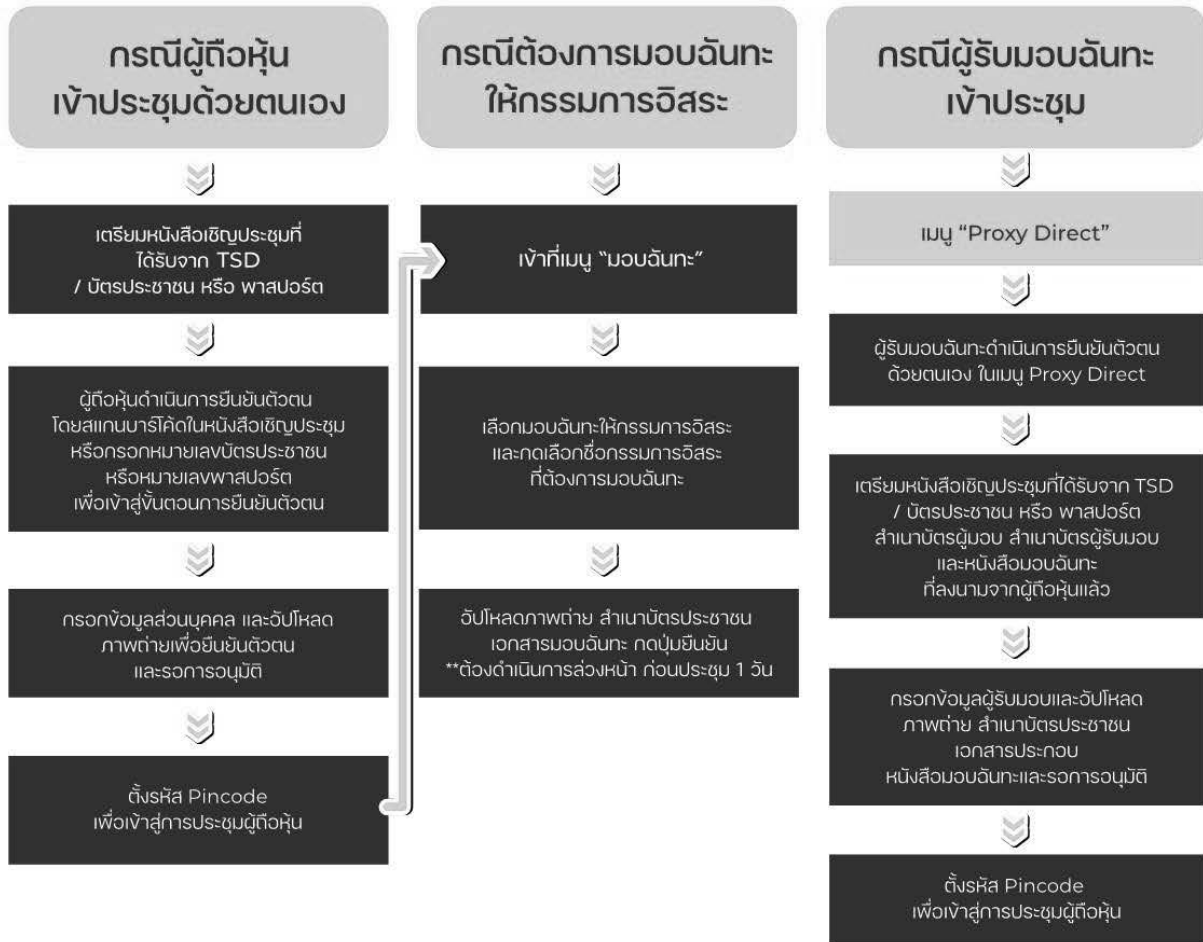 กรณีผู้ถือหุ้น
เข้าประชุมด้วยตนเอง
เตรียมหนังสือเชิญประชุมที่
ได้รับจาก TSD
/ บัตรประชาชน หรือ พาสปอร์ต
ผู้ถือหุ้นดำเนินการยืนยันตัวตน
โดยสแกนบาร์โค้ดในหนังสือเชิญประชุม
หรือกรอกหมายเลขบัตรประชาชน
หรือหมายเลขพาสปอร์ต
เพื่อเข้าสู่ขั้นตอนการยืนยันตัวตน
กรอกข้อมูลส่วนบุคคล และอัปโหลด
ภาพถ่ายเพื่อยืนยันตัวตน
และรอการอนุมัติ
ตั้งรหัส Pincode
เพื่อเข้าสู่การประชุมผู้ถือหุ้น
กรณีต้องการมอบฉันทะ
ให้กรรมการอิสระ
เข้าที่เมนู “มอบฉันทะ”
เลือกมอบฉันทะให้กรรมการอิสระ
และกดเลือกชื่อกรรมการอิสระ
ที่ต้องการมอบฉันทะ
อัปโหลดภาพถ่าย สำเนาบัตรประชาชน
เอกสารมอบฉันทะ กดปุ่มยืนยัน
**ต้องดำเนินการล่วงหน้า ก่อนประชุม 1 วัน
กรณีผู้รับมอบฉันทะ
เข้าประชุม
เมนู “Proxy Direct”
ผู้รับมอบฉันทะดำเนินการยืนยันตัวตน
ด้วยตนเอง ในเมนู Proxy Direct
เตรียมหนังสือเชิญประชุมที่ได้รับจาก TSD
/ บัตรประชาชน หรือ พาสปอร์ต
สำเนาบัตรผู้มอบ สำเนาบัตรผู้รับมอบ
และหนังสือมอบฉันทะ
ที่ลงนามจากผู้ถือหุ้นแล้ว
กรอกข้อมูลผู้รับมอบและอัปโหลด
ภาพถ่าย สำเนาบัตรประชาชน
เอกสารประกอบ
หนังสือมอบฉันทะและรอการอนุมัติ
ตั้งรหัส Pincode
เพื่อเข้าสู่การประชุมผู้ถือหุ้น